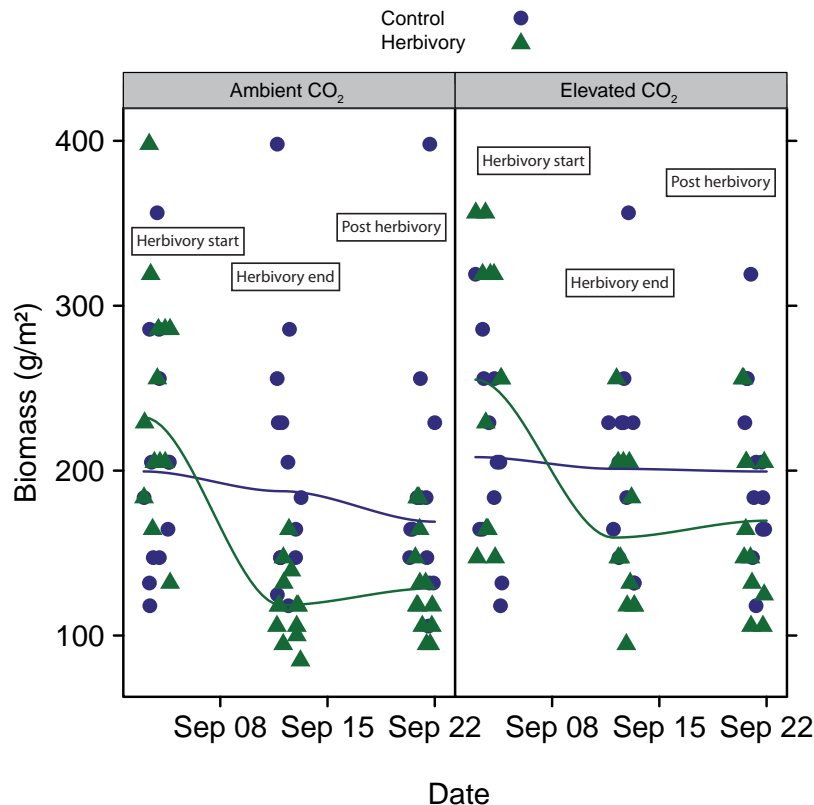 Control
Herbivory
Ambient CO₂
Elevated CO₂
400
300
200
100
Biomass (g/m²)
Herbivory start
Herbivory end
Post herbivory
Herbivory start
Herbivory end
Post herbivory
Sep 08
Sep 15
Sep 22
Sep 08
Sep 15
Sep 22
Date